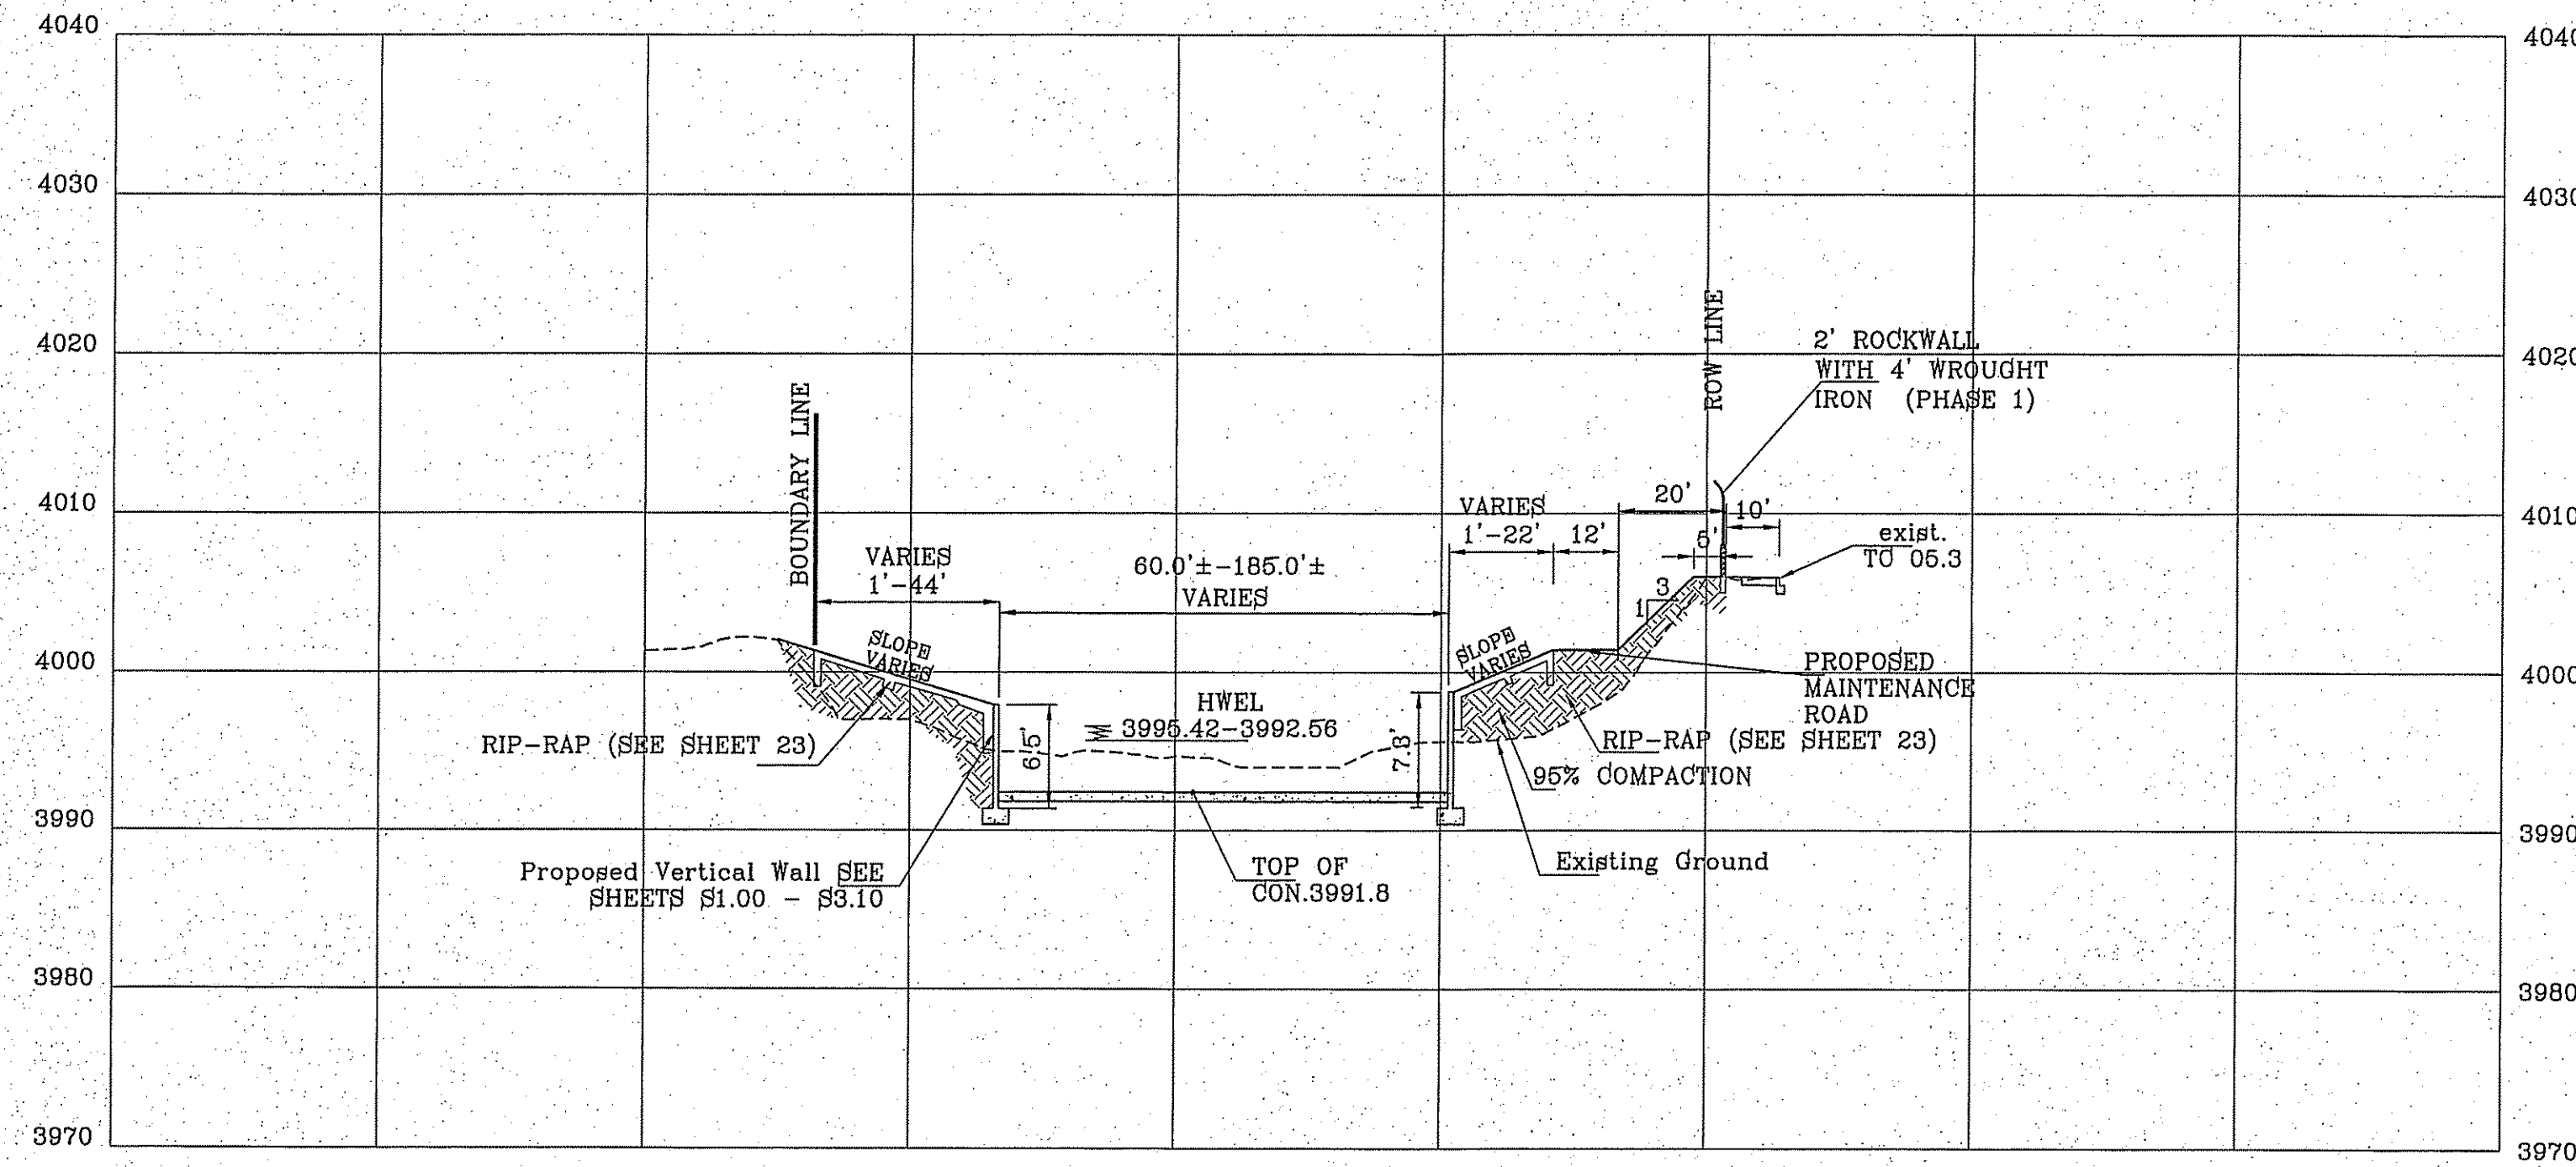 4040
4040
4030
4030
4020
4020
4010
4010
4000
4000
3990
3990
3980
3980
3970
3970
BOUNDARY LINE
ROW LINE
2' ROCKWALL
WITH 4' WROUGHT
IRON (PHASE 1)
VARIES
1'-44'
60.0'±-185.0'±
VARIES
VARIES
1'-22'
12'
20'
10'
5'
exist.
TO 05.3
3
1
SLOPE
VARIES
SLOPE
VARIES
HWEL
3995.42-3992.56
6.5'
7.3'
RIP-RAP (SEE SHEET 23)
PROPOSED
MAINTENANCE
ROAD
RIP-RAP (SEE SHEET 23)
95% COMPACTION
Existing Ground
Proposed Vertical Wall SEE
SHEETS S1.00 - S3.10
TOP OF
CON.3991.8